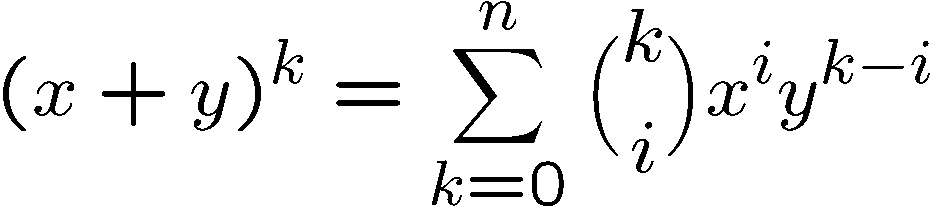 (x + y)^k = \sum_{k=0}^{n} \binom{k}{i} x^i y^{k-i}